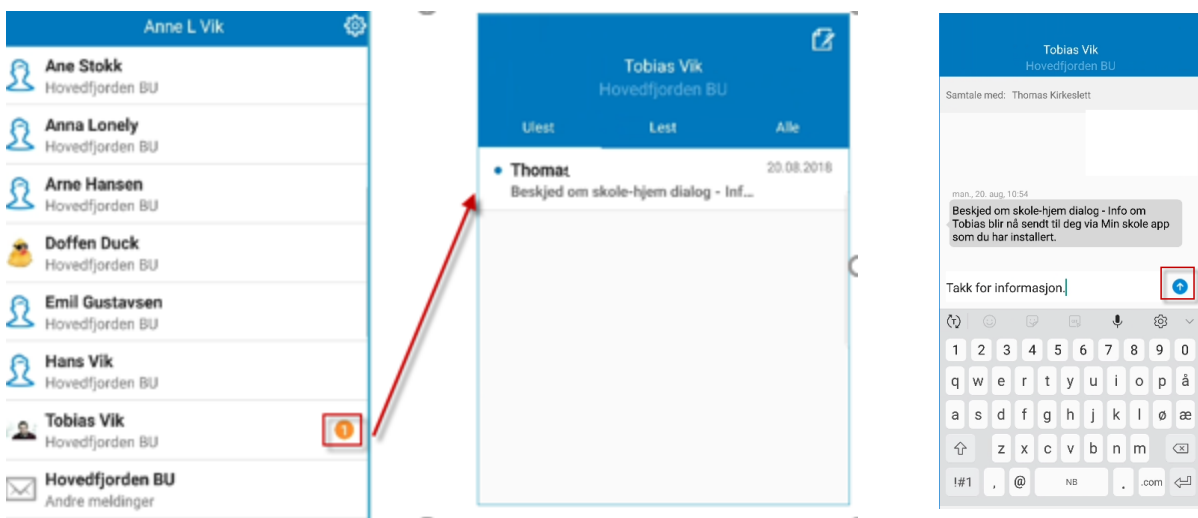 Anne L Vik
Ane Stokk
Hovedfjorden BU
Anna Lonely
Hovedfjorden BU
Arne Hansen
Hovedfjorden BU
Doffen Duck
Hovedfjorden BU
Emil Gustavsen
Hovedfjorden BU
Hans Vik
Hovedfjorden BU
Tobias Vik
Hovedfjorden BU
1
Hovedfjorden BU
Andre meldinger
Tobias Vik
Hovedfjorden BU
Ulest Lest Alle
Thomas 20.08.2018
Beskjed om skole-hjem dialog - Inf...
Tobias Vik
Hovedfjorden BU
Samtale med: Thomas Kirkeslett
man., 20. aug, 10:54
Beskjed om skole-hjem dialog - Info om
Tobias blir nå sendt til deg via Min skole app
som du har installert.
Takk for informasjon.
1 2 3 4 5 6 7 8 9 0
q w e r t y u i o p å
a s d f g h j k l ø æ
z x c v b n m
!#1 , @ NB . .com